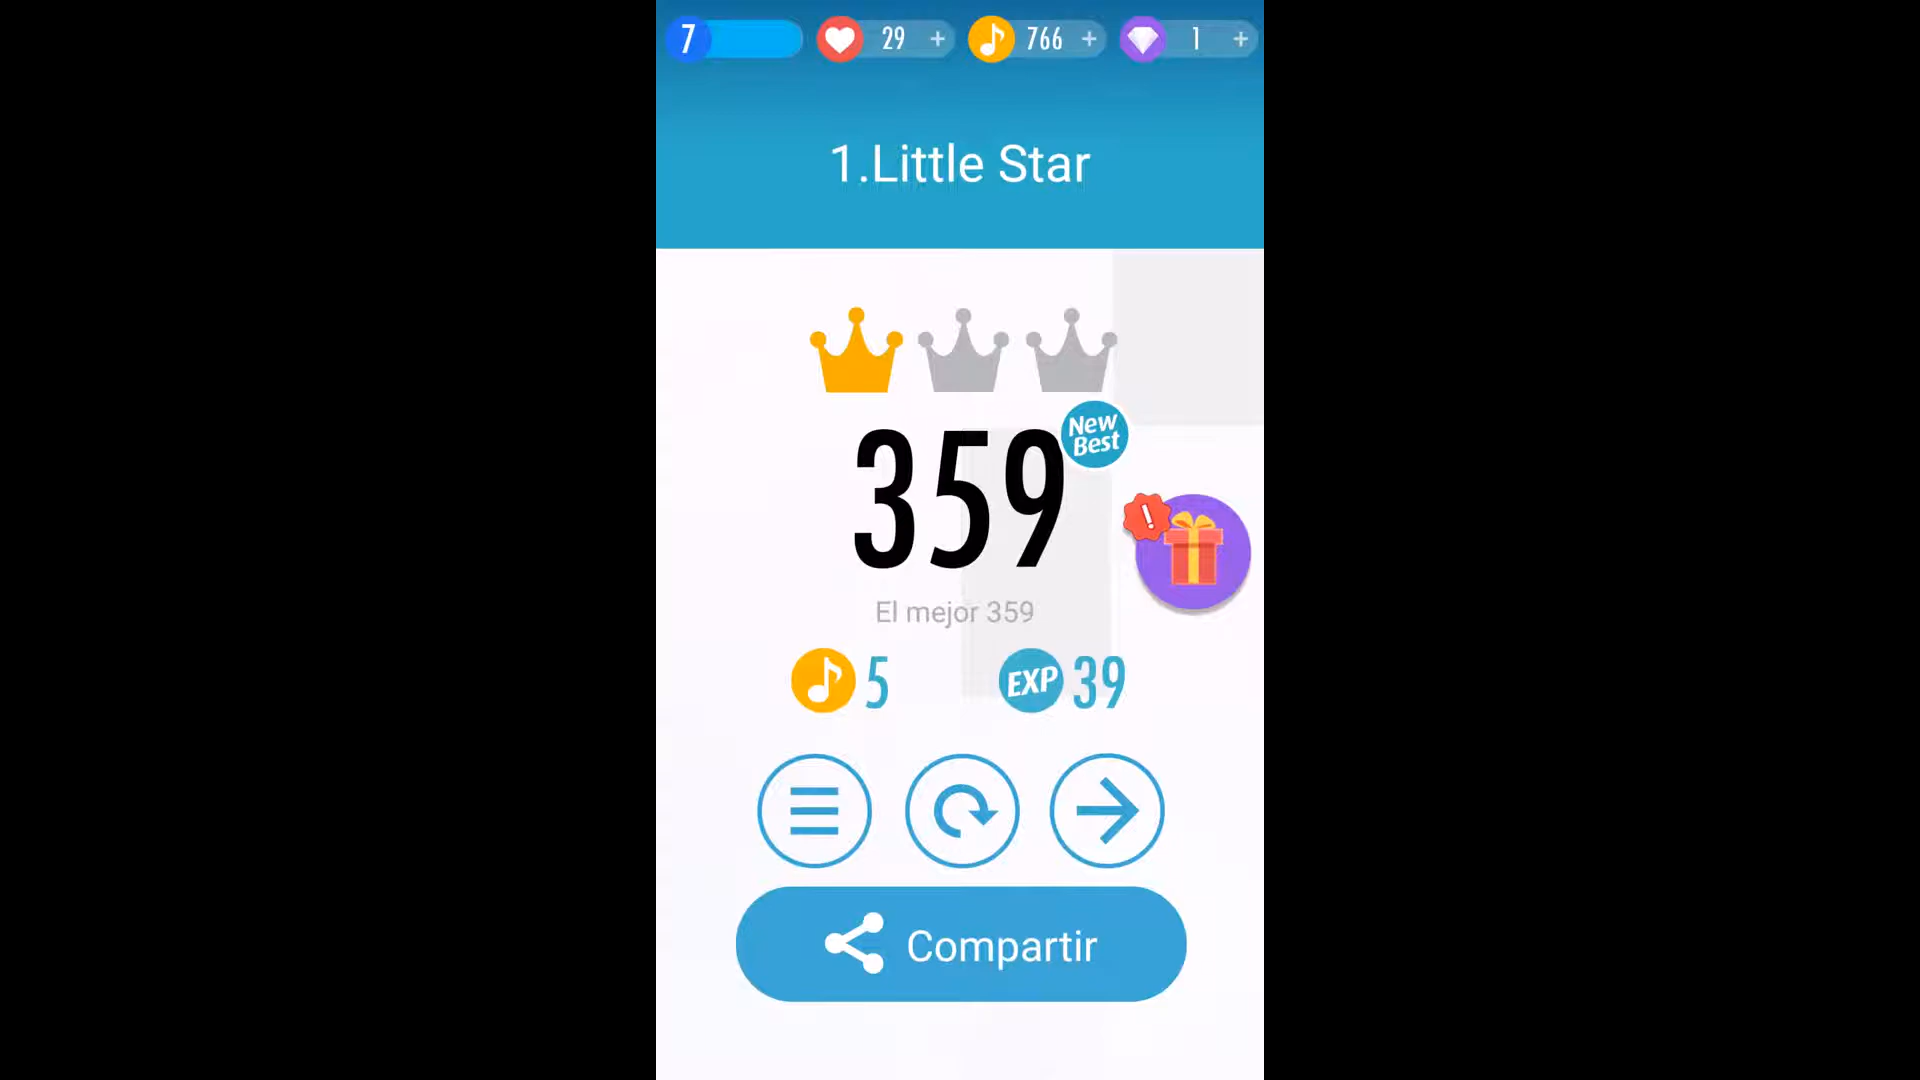 7 29 + 766 + 1 +
1.Little Star
359
New
Best
!
El mejor 359
5 EXP 39
Compartir